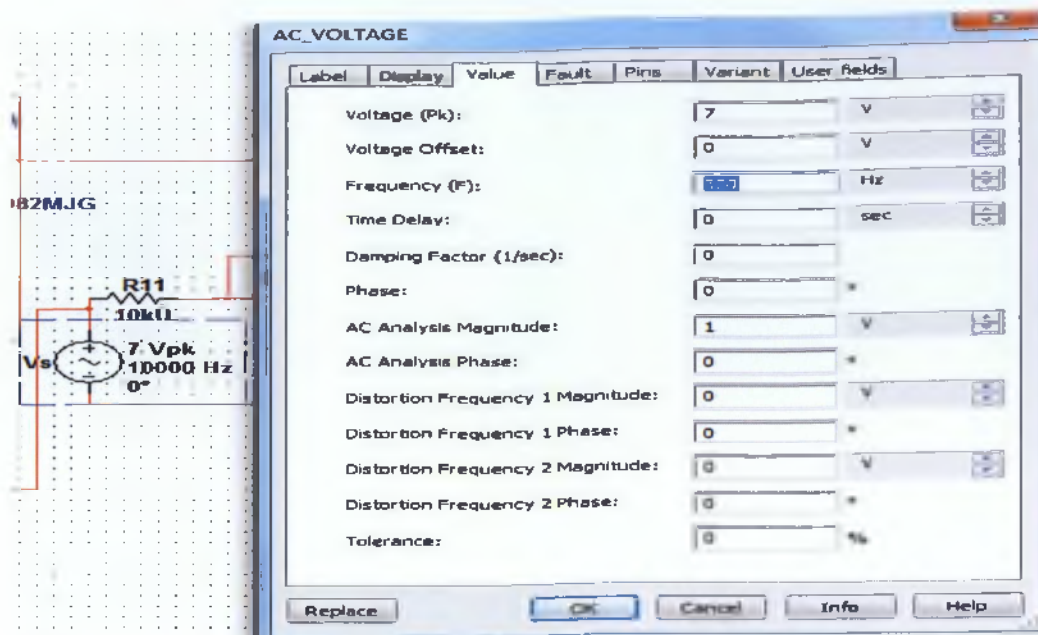 AC_VOLTAGE
Label Display Value Fault Pins Variant User fields
Voltage (Pk): 7 V
Voltage Offset: 0 V
Frequency (F): Hz
Time Delay: 0 sec
Damping Factor (1/sec): 0
Phase: 0 °
AC Analysis Magnitude: 1 V
AC Analysis Phase: 0 °
Distortion Frequency 1 Magnitude: 0 V
Distortion Frequency 1 Phase: 0 °
Distortion Frequency 2 Magnitude: 0 V
Distortion Frequency 2 Phase: 0 °
Tolerance: 0 %
Replace OK Cancel Info Help
82MJG
R11
10kΩ
Vs
7 Vpk
10000 Hz
0°